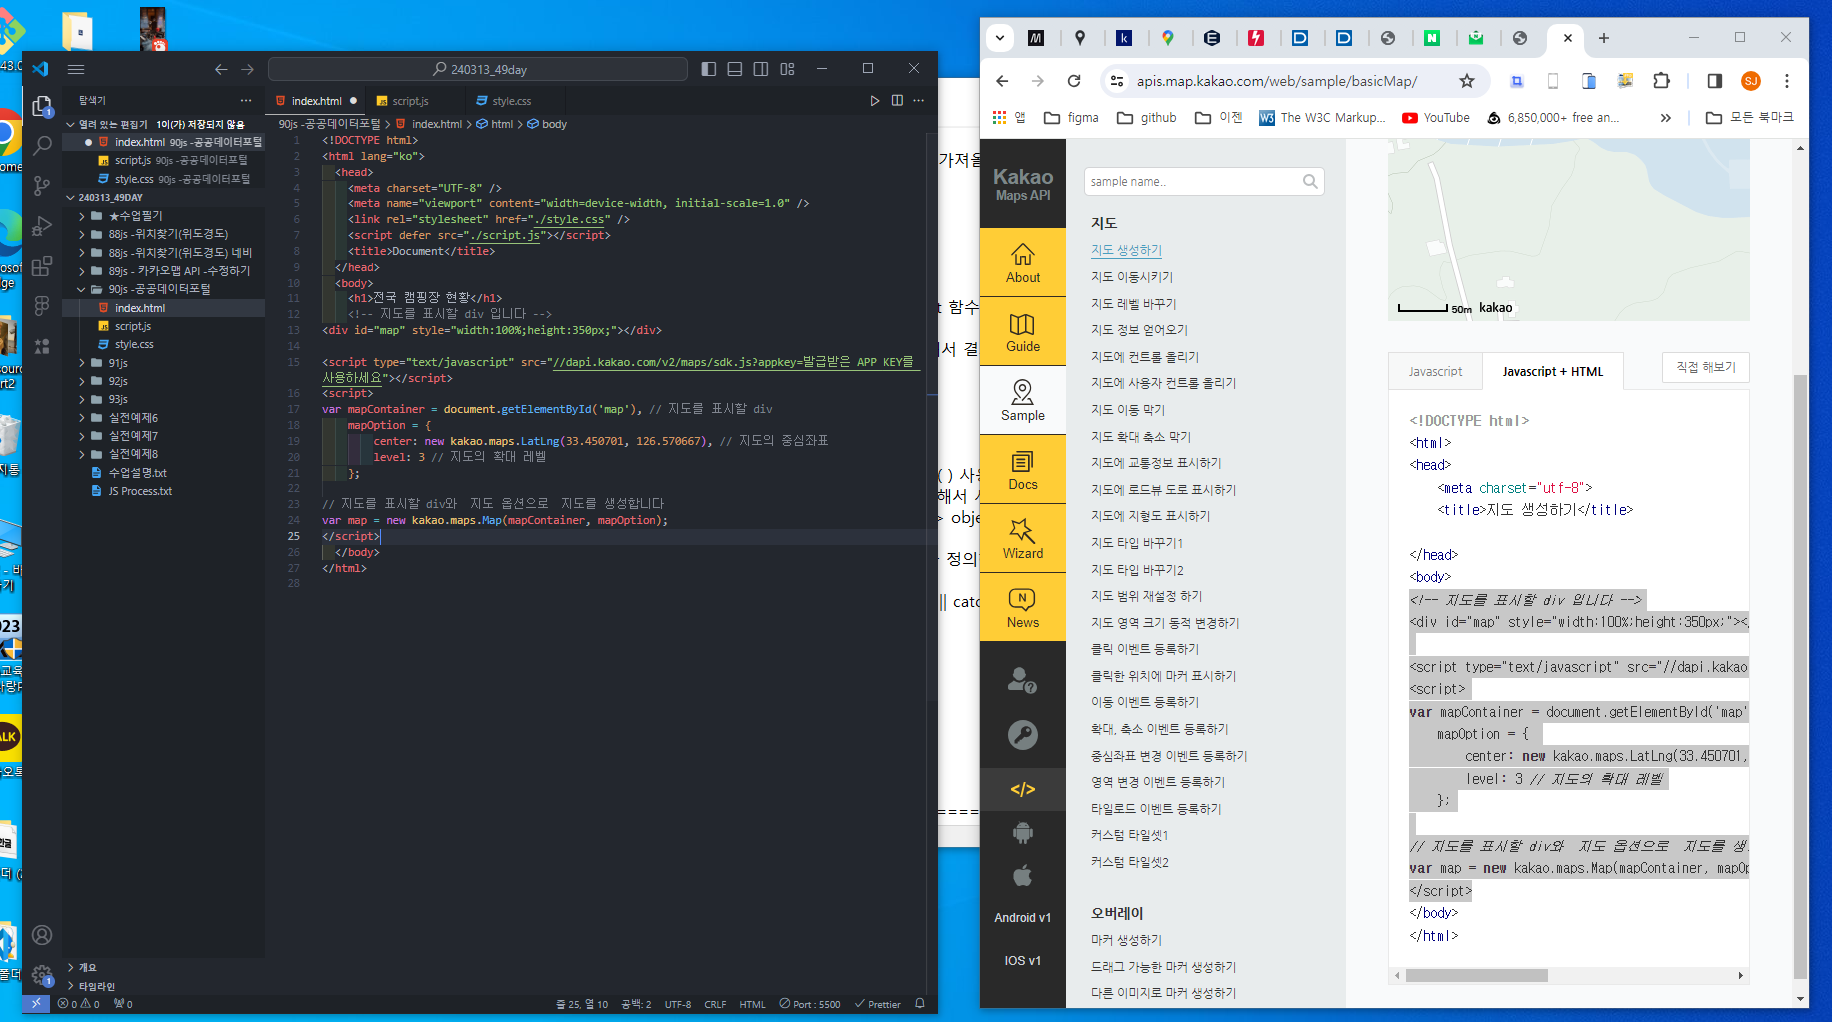 240313_49day
탐색기
열려 있는 편집기 1이(가) 저장되지 않음
index.html 90js -공공데이터포털
script.js 90js -공공데이터포털
style.css 90js -공공데이터포털
240313_49DAY
★수업필기
88js -위치찾기(위도경도)
88js -위치찾기(위도경도) 네비
89js - 카카오맵 API -수정하기
90js -공공데이터포털
index.html
script.js
style.css
91js
92js
93js
실전예제6
실전예제7
실전예제8
수업설명.txt
JS Process.txt
개요
타임라인
index.html
script.js
style.css
90js -공공데이터포털 > index.html > html > body
1 <!DOCTYPE html>
2 <html lang="ko">
3 <head>
4 <meta charset="UTF-8" />
5 <meta name="viewport" content="width=device-width, initial-scale=1.0" />
6 <link rel="stylesheet" href="./style.css" />
7 <script defer src="./script.js"></script>
8 <title>Document</title>
9 </head>
10 <body>
11 <h1>전국 캠핑장 현황</h1>
12 <!-- 지도를 표시할 div 입니다 -->
13 <div id="map" style="width:100%;height:350px;"></div>
14
15 <script type="text/javascript" src="//dapi.kakao.com/v2/maps/sdk.js?appkey=발급받은 APP KEY를
사용하세요"></script>
16 <script>
17 var mapContainer = document.getElementById('map'), // 지도를 표시할 div
18 mapOption = {
19 center: new kakao.maps.LatLng(33.450701, 126.570667), // 지도의 중심좌표
20 level: 3 // 지도의 확대 레벨
21 };
22
23 // 지도를 표시할 div와  지도 옵션으로  지도를 생성합니다
24 var map = new kakao.maps.Map(mapContainer, mapOption);
25 </script>
26 </body>
27 </html>
28
0 0 0
줄 25, 열 10
공백: 2
UTF-8
CRLF
HTML
Port : 5500
Prettier
apis.map.kakao.com/web/sample/basicMap/
SJ
앱
figma
github
이젠
The W3C Markup...
YouTube
6,850,000+ free an...
모든 북마크
Kakao
Maps API
About
Guide
Sample
Docs
Wizard
News
</>
Android v1
IOS v1
sample name..
지도
지도 생성하기
지도 이동시키기
지도 레벨 바꾸기
지도 정보 얻어오기
지도에 컨트롤 올리기
지도에 사용자 컨트롤 올리기
지도 이동 막기
지도 확대 축소 막기
지도에 교통정보 표시하기
지도에 로드뷰 도로 표시하기
지도에 지형도 표시하기
지도 타입 바꾸기1
지도 타입 바꾸기2
지도 범위 재설정 하기
지도 영역 크기 동적 변경하기
클릭 이벤트 등록하기
클릭한 위치에 마커 표시하기
이동 이벤트 등록하기
확대, 축소 이벤트 등록하기
중심좌표 변경 이벤트 등록하기
영역 변경 이벤트 등록하기
타일로드 이벤트 등록하기
커스텀 타일셋1
커스텀 타일셋2
오버레이
마커 생성하기
드래그 가능한 마커 생성하기
다른 이미지로 마커 생성하기
50m kakao
Javascript
Javascript + HTML
직접 해보기
<!DOCTYPE html>
<html>
<head>
<meta charset="utf-8">
<title>지도 생성하기</title>
</head>
<body>
<!-- 지도를 표시할 div 입니다 -->
<div id="map" style="width:100%;height:350px;"></
<script type="text/javascript" src="//dapi.kakao
<script>
var mapContainer = document.getElementById('map'
mapOption = {
center: new kakao.maps.LatLng(33.450701,
level: 3 // 지도의 확대 레벨
};
// 지도를 표시할 div와  지도 옵션으로  지도를 생
var map = new kakao.maps.Map(mapContainer, mapOp
</script>
</body>
</html>